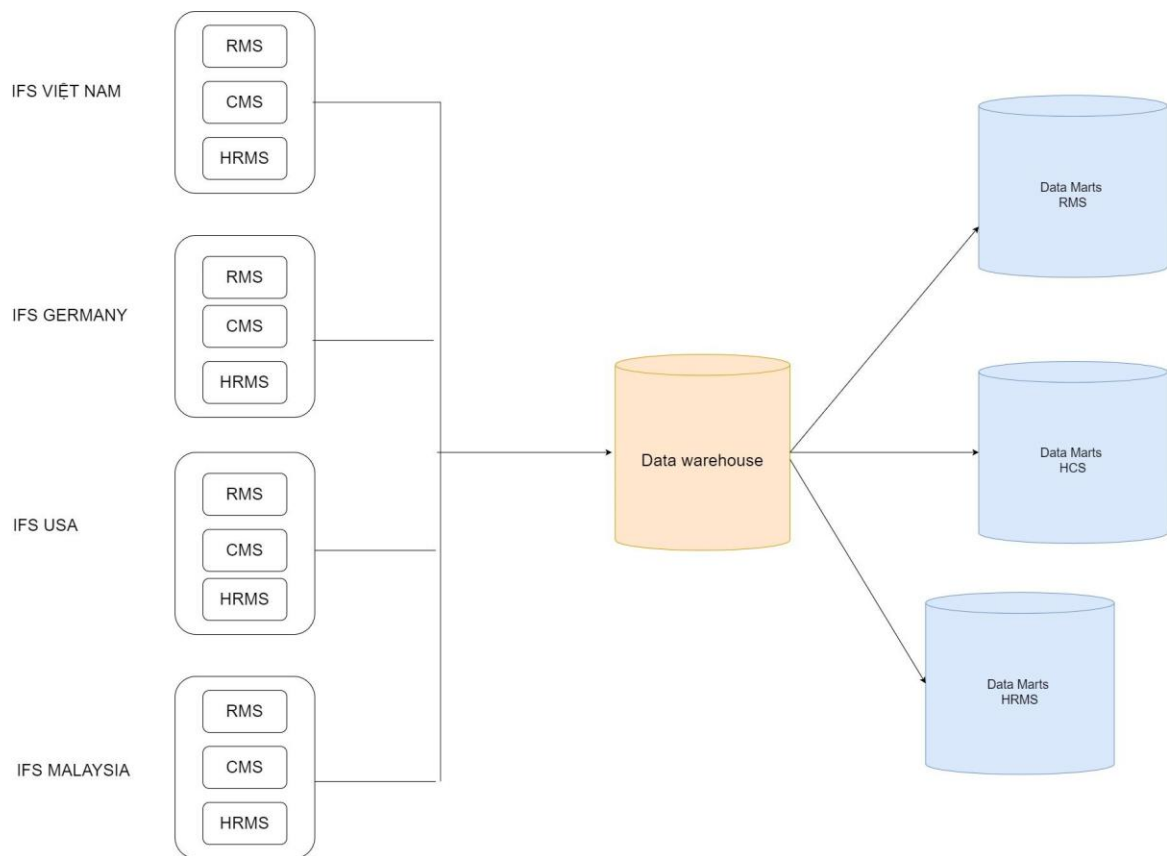 IFS VIỆT NAM
RMS
CMS
HRMS
IFS GERMANY
RMS
CMS
HRMS
IFS USA
RMS
CMS
HRMS
IFS MALAYSIA
RMS
CMS
HRMS
Data warehouse
Data Marts
RMS
Data Marts
HCS
Data Marts
HRMS